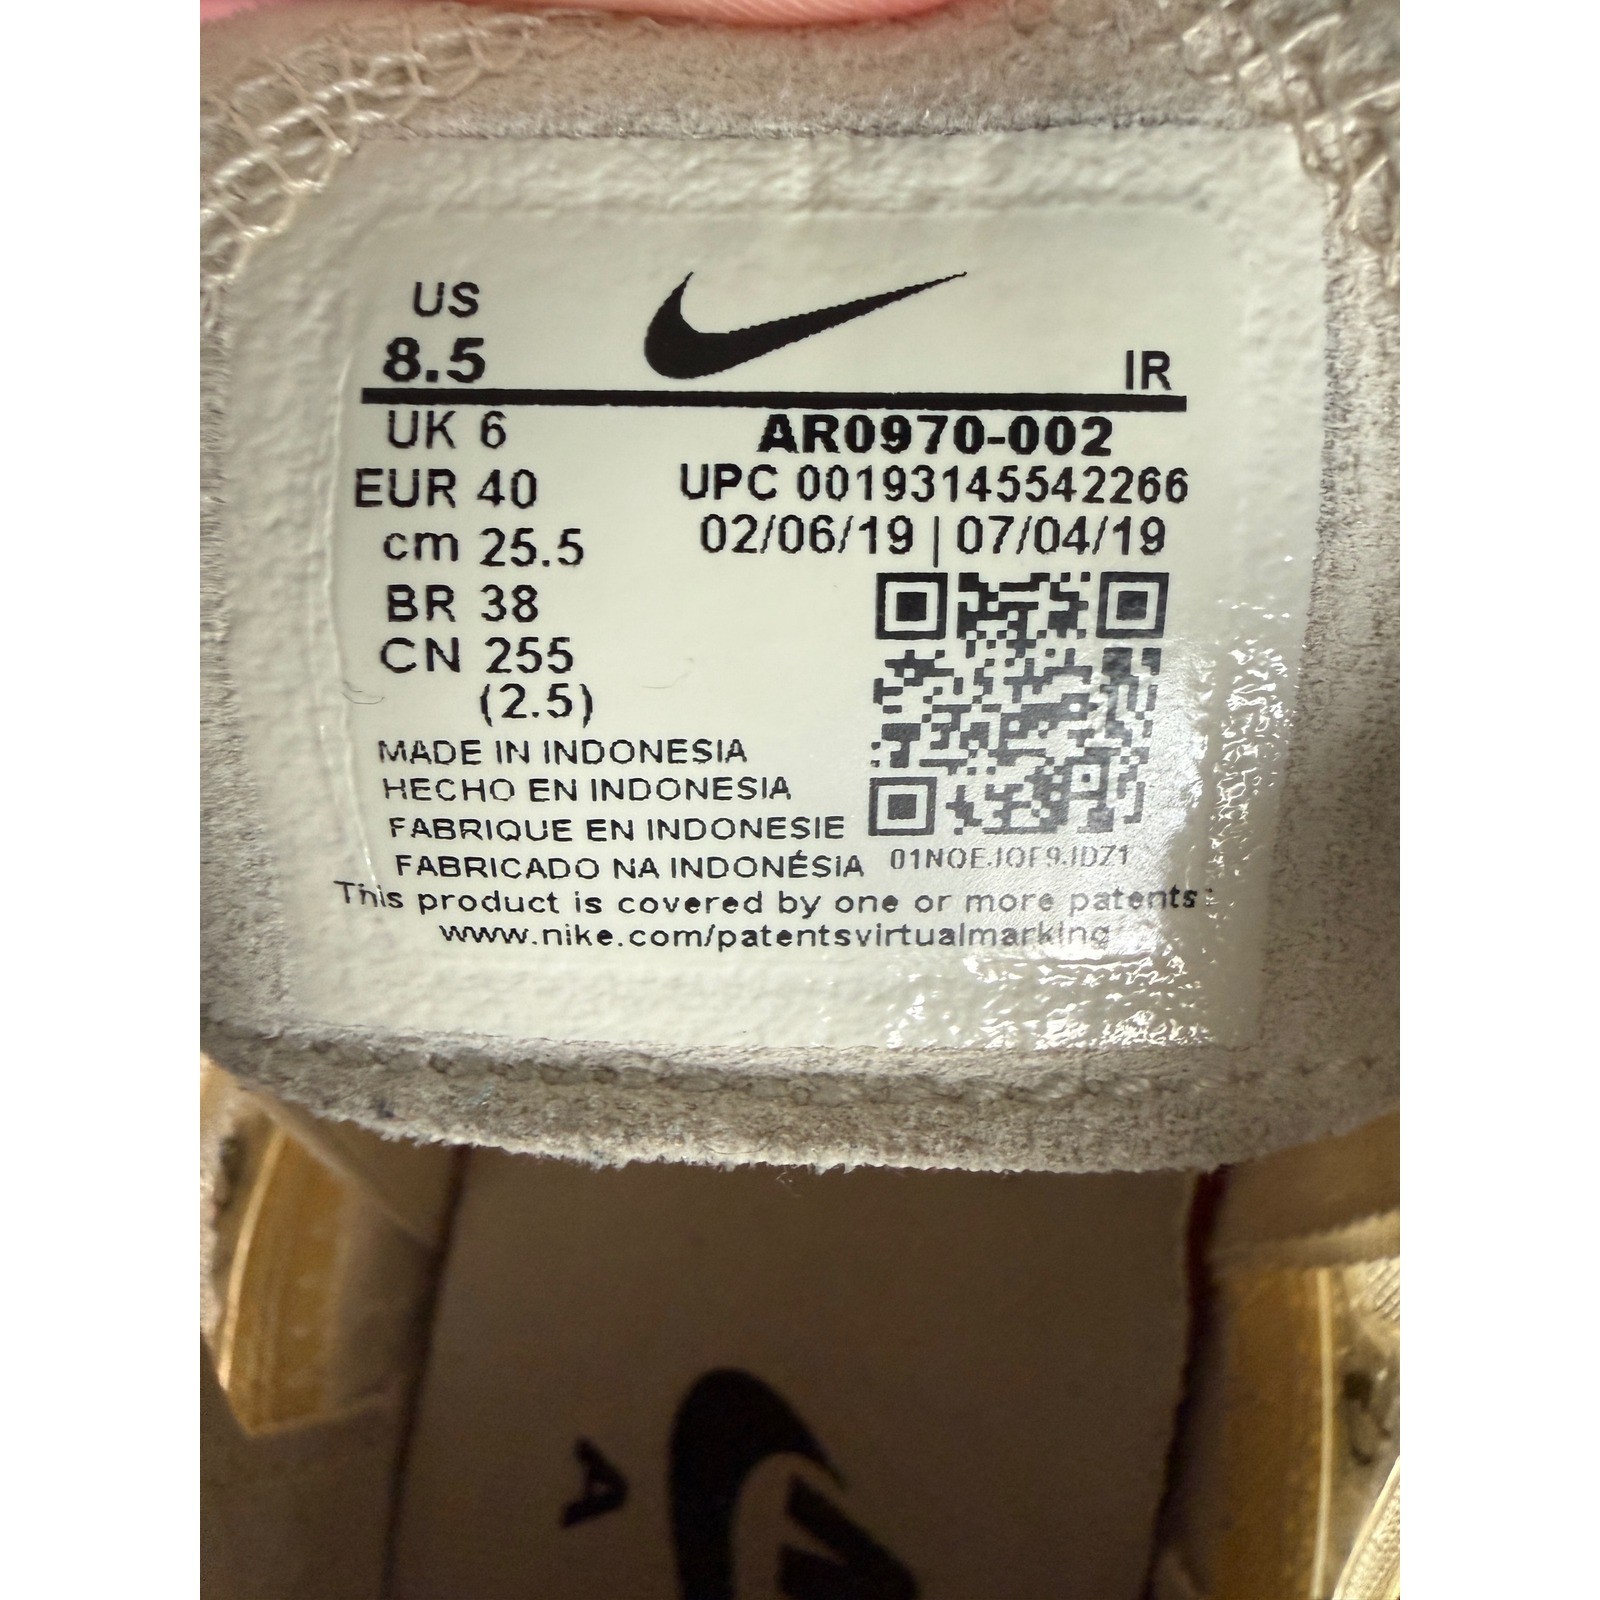 US
8.5
IR
UK 6
AR0970-002
EUR 40
UPC 00193145542266
cm 25.5
02/06/19 | 07/04/19
BR 38
CN 255
(2.5)
MADE IN INDONESIA
HECHO EN INDONESIA
FABRIQUE EN INDONESIE
FABRICADO NA INDONÉSIA
This product is covered by one or more patents:
www.nike.com/patentsvirtualmarking
A